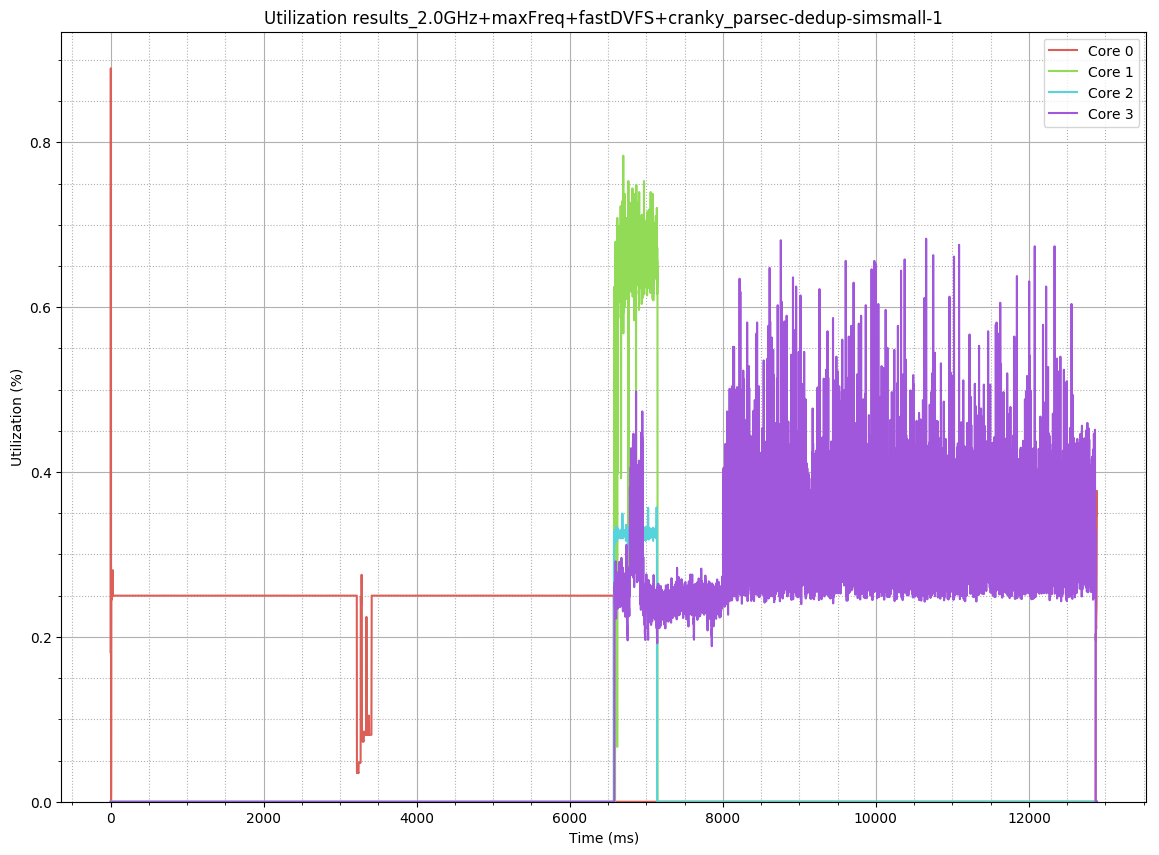 Utilization results_2.0GHz+maxFreq+fastDVFS+cranky_parsec-dedup-simsmall-1
Core 0
Core 1
Core 2
Core 3
Utilization (%)
0.8
0.6
0.4
0.2
0.0
0 2000 4000 6000 8000 10000 12000
Time (ms)